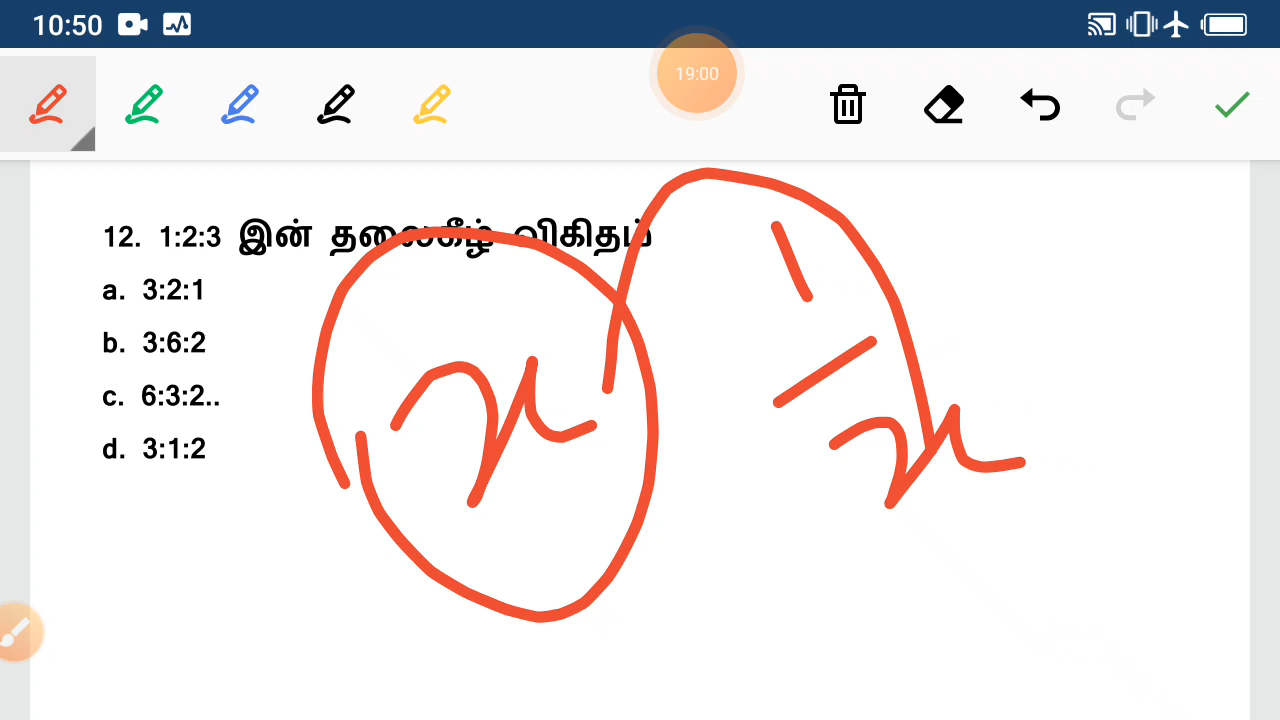 10:50
19:00
12. 1:2:3 இன் தலைகீழ் விகிதம்
a. 3:2:1
b. 3:6:2
c. 6:3:2..
d. 3:1:2
x
1
x